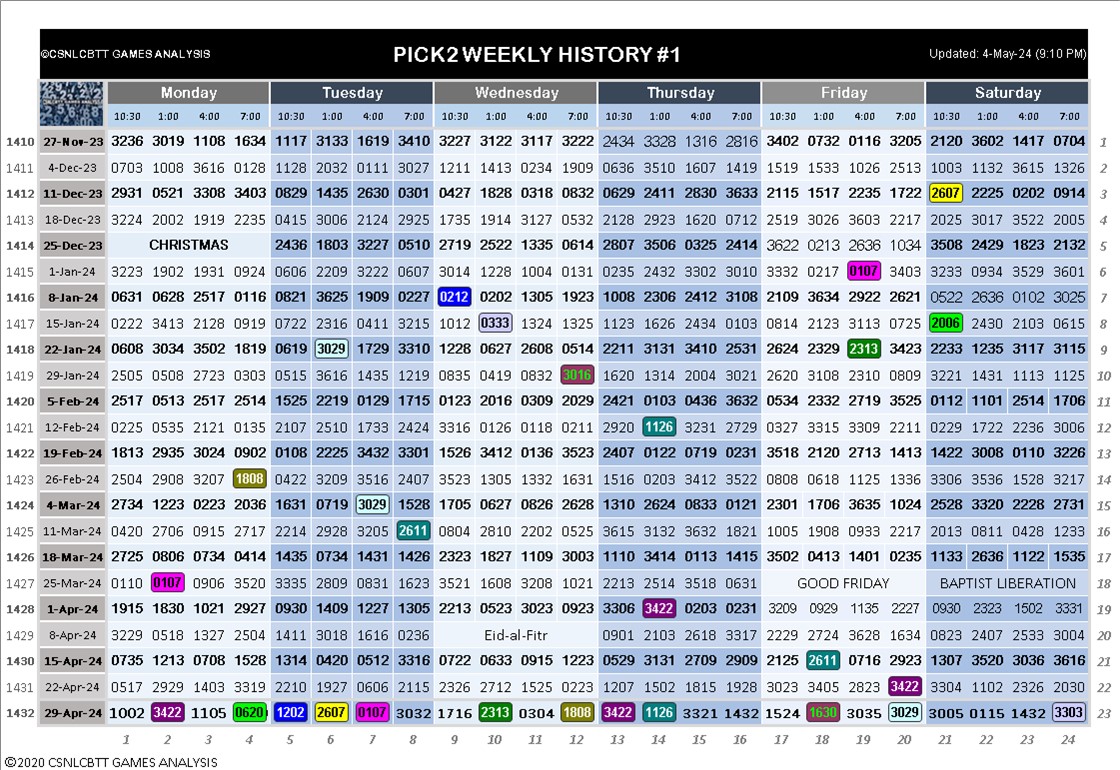 ©CSNLCBTT GAMES ANALYSIS PICK2 WEEKLY HISTORY #1 Updated: 4-May-24 (9:10 PM)
Monday Tuesday Wednesday Thursday Friday Saturday
10:30 1:00 4:00 7:00 10:30 1:00 4:00 8:00 10:30 1:00 4:00 7:00 10:30 1:00 4:00 8:00 10:30 1:00 4:00 7:00 10:30 1:00 4:00 8:00
1410 27-Nov-23 3236 3019 1108 1634 1117 3133 1619 3410 3227 3122 3117 3222 2434 3328 1316 2816 3402 0732 0116 3205 2120 3602 1417 0704 1
1411 4-Dec-23 0703 1008 3616 0128 1128 2032 0111 3027 1211 1413 0234 1909 0636 3510 1607 1419 1519 1533 1026 2513 1003 1132 3615 1326 2
1412 11-Dec-23 2931 0521 3308 3403 0829 1435 2630 0301 0427 1828 0318 0832 0629 2411 2830 3633 2115 1517 2235 1722 2607 2225 0202 0914 3
1413 18-Dec-23 3224 2002 1919 2235 0415 3006 2124 2925 1735 1914 3127 0532 2128 2923 1620 0712 2519 3026 3603 2217 2025 3017 3522 2005 4
1414 25-Dec-23 CHRISTMAS 2436 1803 3227 0510 2719 2522 1335 0614 2807 3506 0325 2414 3622 0213 2636 1034 3508 2429 1823 2132 5
1415 1-Jan-24 3223 1902 1931 0924 0606 2209 3222 0607 3014 1228 1004 0131 0235 2432 3302 3010 3332 0217 0107 3403 3233 0934 3529 3601 6
1416 8-Jan-24 0631 0628 2517 0116 0821 3625 1909 0227 0212 0202 1305 1923 1008 2306 2412 3108 2109 3634 2922 2621 0522 2636 0102 3025 7
1417 15-Jan-24 0222 3413 2128 0919 0722 2316 0411 3215 1012 0333 1324 1325 1123 1626 2434 0103 0814 2123 3113 0725 2006 2430 2103 0615 8
1418 22-Jan-24 0608 3034 3502 1819 0619 3029 1729 3310 1228 0627 2608 0514 2211 3131 3410 2531 2624 2329 2313 3423 2233 1235 3117 3115 9
1419 29-Jan-24 2505 0508 2723 0303 0515 3616 1435 1219 0835 0419 0832 3016 1620 1314 2004 3021 2620 3108 2310 0809 3221 1431 1113 1125 10
1420 5-Feb-24 2517 0513 2517 2514 1525 2219 0129 1715 0123 2016 0309 2029 2421 0103 0436 3632 0534 2332 2719 3525 0112 1101 2514 1706 11
1421 12-Feb-24 0225 0535 2121 0135 2107 2510 1733 2424 3316 0126 0118 0211 2920 1126 3231 2729 0327 3315 3309 2211 0229 1722 2236 3006 12
1422 19-Feb-24 1813 2935 3024 0902 0108 2225 3432 3301 1526 3412 0136 3523 2407 0122 0719 0231 3518 2120 2713 1413 1422 3008 0110 3226 13
1423 26-Feb-24 2504 2908 3207 1808 0422 3209 3516 2407 3523 1305 1332 1631 1516 0203 3412 3522 0808 0618 1125 1336 3306 3536 1528 3217 14
1424 4-Mar-24 2734 1223 0223 2036 1631 0719 3029 1528 1705 0627 0826 2628 1310 2624 0833 0121 2301 1706 3635 1024 2528 3320 2228 2731 15
1425 11-Mar-24 0420 2706 0915 2717 2214 2928 3205 2611 0804 2810 2202 0525 3615 3132 3632 1821 1005 1908 0933 2217 2013 0811 0428 1233 16
1426 18-Mar-24 2725 0806 0734 0414 1435 0734 1431 1426 2323 1827 1109 3003 1110 3414 0113 1415 3502 0413 1401 0235 1133 2636 1122 1535 17
1427 25-Mar-24 0110 0107 0906 3520 3335 2809 0831 1623 3521 1608 3208 1021 2213 2514 3518 0631 GOOD FRIDAY BAPTIST LIBERATION 18
1428 1-Apr-24 1915 1830 1021 2927 0930 1409 1227 1305 2213 0523 3023 0923 3306 3422 0203 0231 3209 0929 1135 2227 0930 2323 1502 3331 19
1429 8-Apr-24 3229 0518 1327 2504 1411 3018 1616 0236 Eid-al-Fitr 0901 2103 2618 3317 2229 2724 3628 1634 0823 2407 2533 3004 20
1430 15-Apr-24 0735 1213 0708 1528 1314 0420 0512 3316 0722 0633 0915 1223 0529 3131 2709 2909 2125 2611 0716 2923 1307 3520 3036 3616 21
1431 22-Apr-24 0517 2929 1403 3319 2210 1927 0606 2115 2326 2712 1525 0223 1207 1502 1815 1928 3023 3405 2823 3422 3304 1102 2326 2030 22
1432 29-Apr-24 1002 3422 1105 0620 1202 2607 0107 3032 1716 2313 0304 1808 3422 1126 3321 1432 1524 1630 3035 3029 3005 0115 1432 3303 23
1 2 3 4 5 6 7 8 9 10 11 12 13 14 15 16 17 18 19 20 21 22 23 24
©2020 CSNLCBTT GAMES ANALYSIS